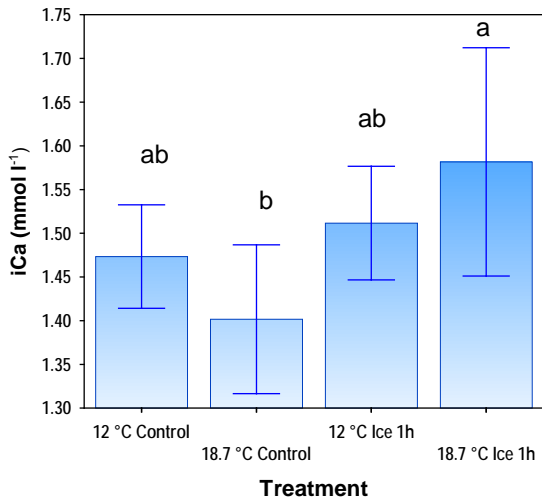 1.75
1.70
1.65
1.60
1.55
1.50
1.45
1.40
1.35
1.30
iCa (mmol l⁻¹)
ab
b
ab
a
12 °C Control
18.7 °C Control
12 °C Ice 1h
18.7 °C Ice 1h
Treatment